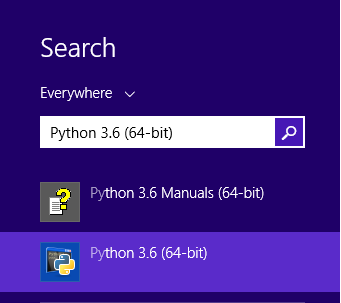 Search
Everywhere
Python 3.6 (64-bit)
Python 3.6 Manuals (64-bit)
Python 3.6 (64-bit)